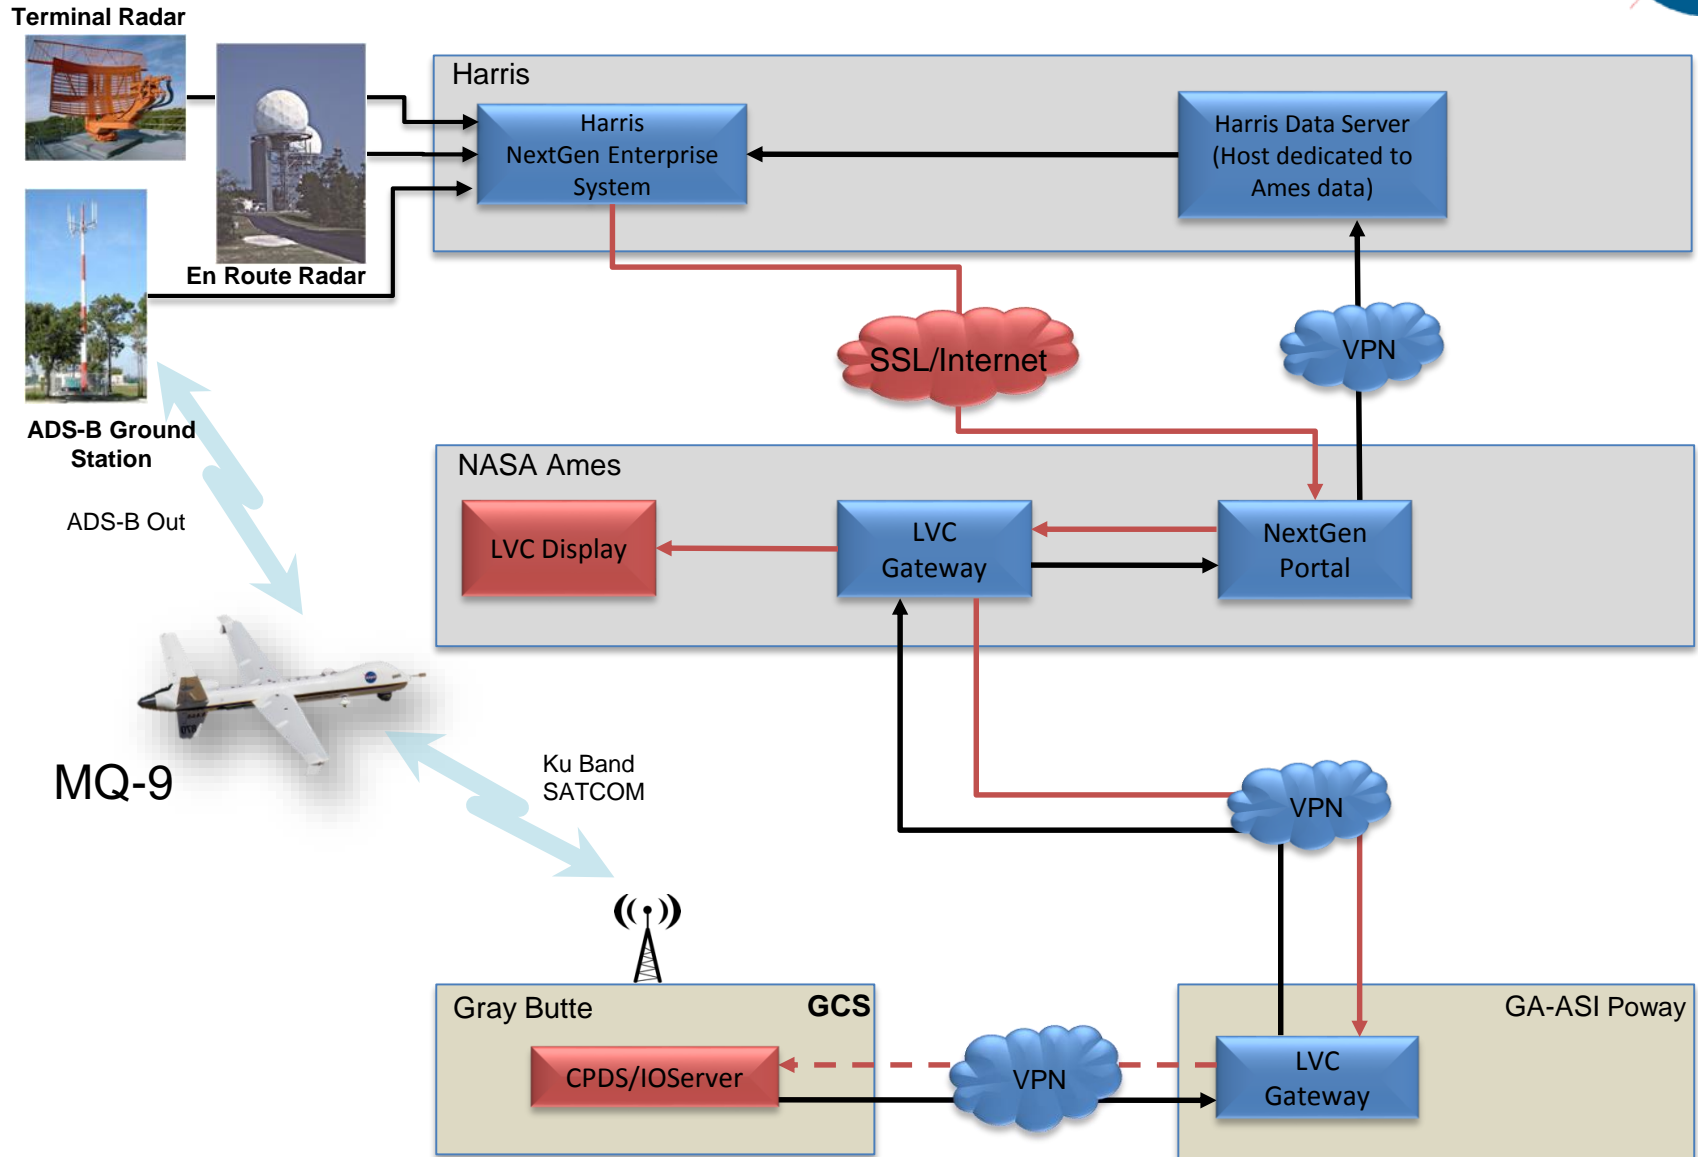 Terminal Radar
Harris
Harris
NextGen Enterprise
System
Harris Data Server
(Host dedicated to
Ames data)
En Route Radar
SSL/Internet
VPN
ADS-B Ground
Station
ADS-B Out
NASA Ames
LVC Display
LVC
Gateway
NextGen
Portal
MQ-9
Ku Band
SATCOM
VPN
Gray Butte
GCS
GA-ASI Poway
CPDS/IOServer
VPN
LVC
Gateway